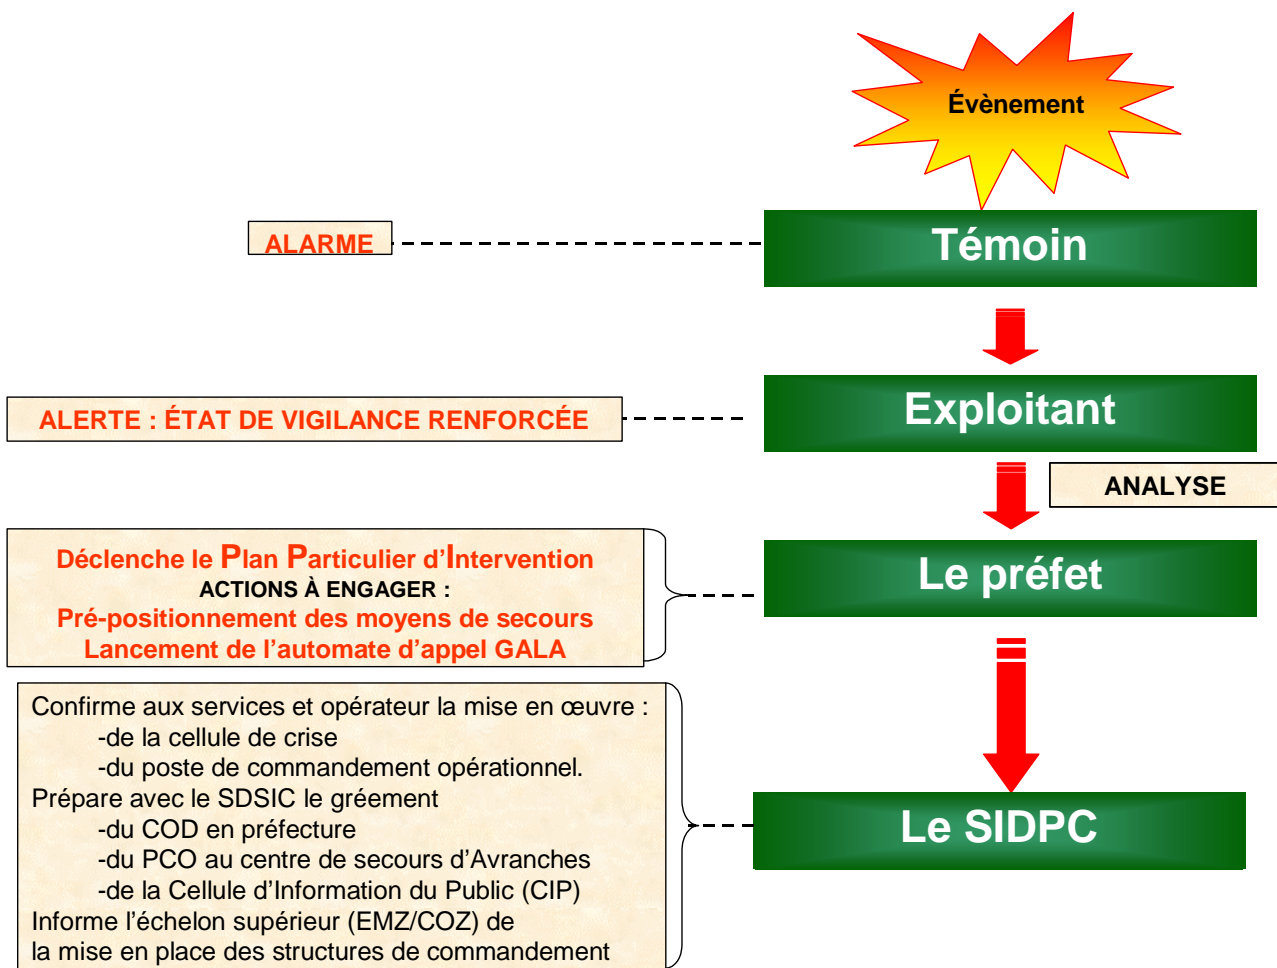 Évènement
ALARME
Témoin
ALERTE : ÉTAT DE VIGILANCE RENFORCÉE
Exploitant
ANALYSE
Déclenche le Plan Particulier d'Intervention
ACTIONS À ENGAGER :
Pré-positionnement des moyens de secours
Lancement de l'automate d'appel GALA
Le préfet
Confirme aux services et opérateur la mise en œuvre :
-de la cellule de crise
-du poste de commandement opérationnel.
Prépare avec le SDSIC le gréement
-du COD en préfecture
-du PCO au centre de secours d'Avranches
-de la Cellule d'Information du Public (CIP)
Informe l'échelon supérieur (EMZ/COZ) de
la mise en place des structures de commandement
Le SIDPC